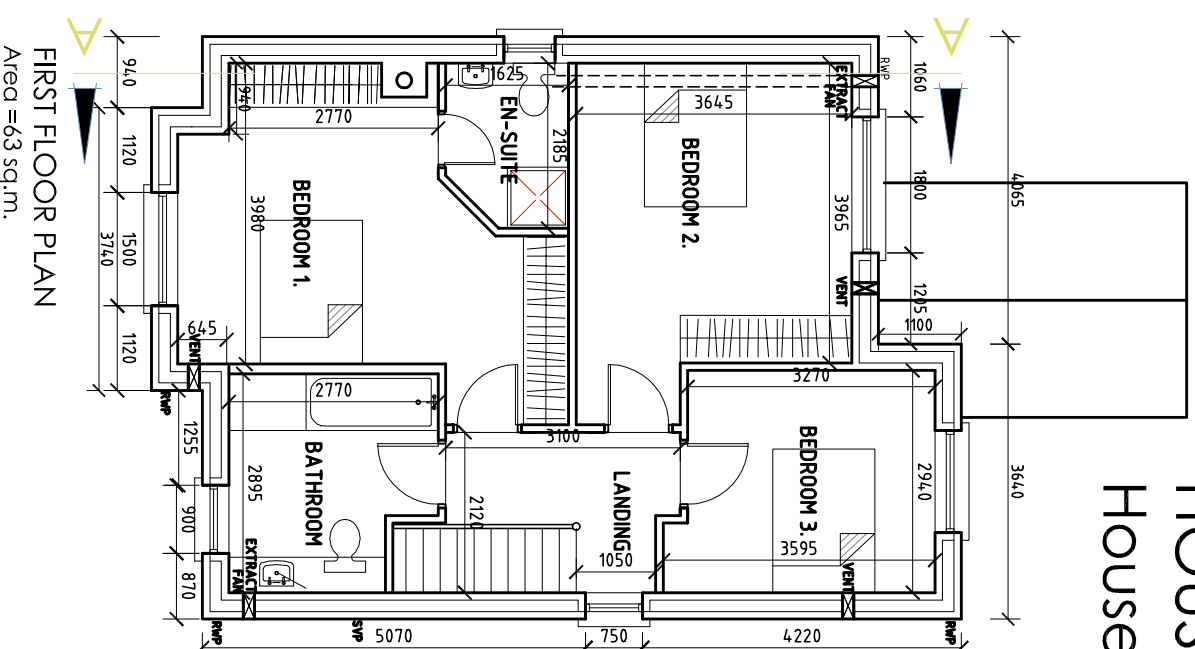 FIRST FLOOR PLAN
Area =63 sq.m.
A
A
940
1120
1500
1120
3740
1255
900
870
645
VENT
RWP
940
2770
3980
BEDROOM 1.
1625
EN-SUITE
2185
3645
BEDROOM 2.
3965
EXTRACT
FAN
RWP
VENT
1060
1800
1205
4065
1100
3640
3270
BEDROOM 3.
2940
3595
VENT
3100
LANDING
2120
1050
2770
BATHROOM
2895
EXTRACT
FAN
RWP
SVP
RWP
5070
750
4220
House